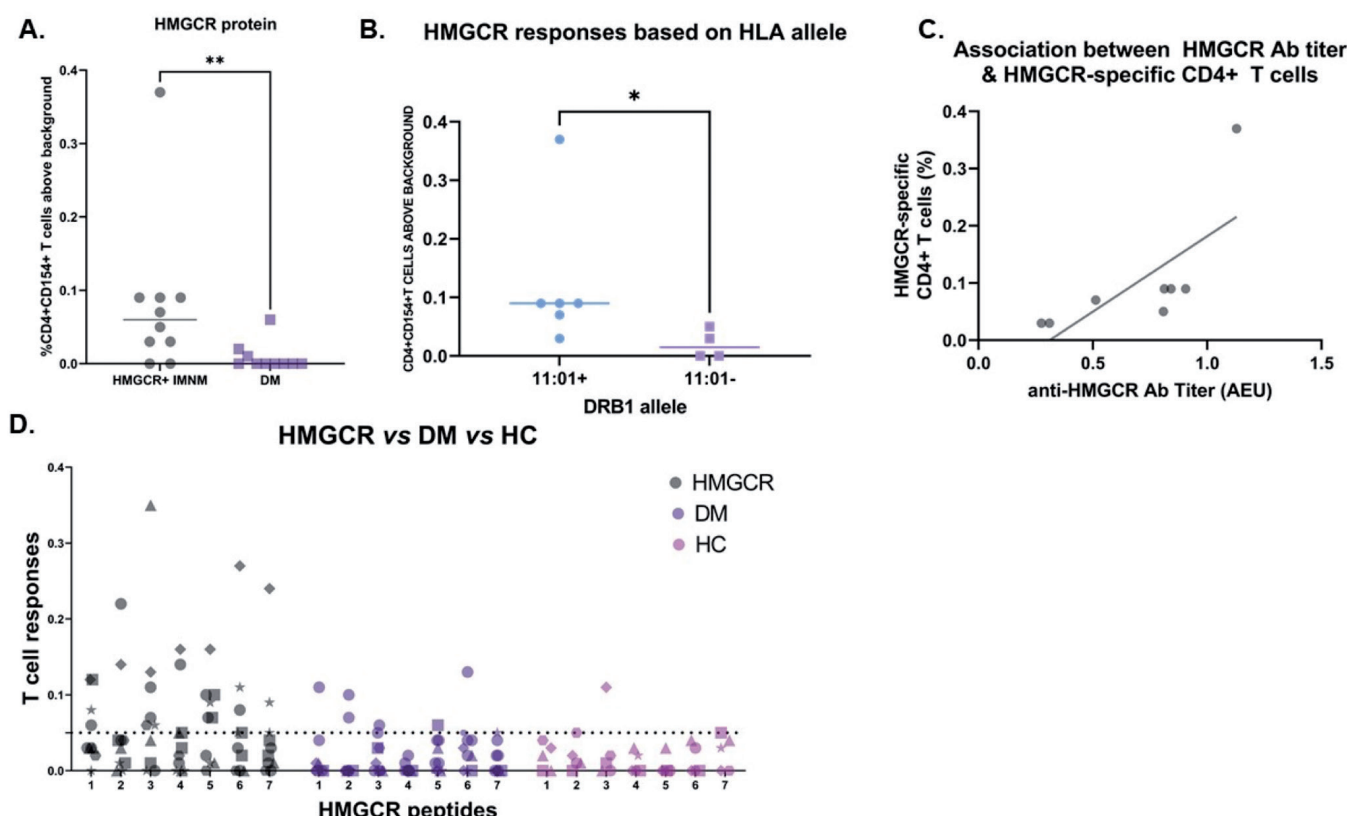 A.
HMGCR protein
**
%CD4+CD154+ T cells above background
0.4
0.3
0.2
0.1
0.0
HMGCR+ IMNM
DM
B.
HMGCR responses based on HLA allele
*
CD4+CD154+T CELLS ABOVE BACKGROUND
0.4
0.3
0.2
0.1
0.0
11:01+
11:01-
DRB1 allele
C.
Association between HMGCR Ab titer
& HMGCR-specific CD4+ T cells
HMGCR-specific
CD4+ T cells (%)
0.4
0.3
0.2
0.1
0.0
0.0
0.5
1.0
1.5
anti-HMGCR Ab Titer (AEU)
D.
HMGCR vs DM vs HC
T cell responses
0.4
0.3
0.2
0.1
0.0
HMGCR
DM
HC
1 2 3 4 5 6 7 1 2 3 4 5 6 7 1 2 3 4 5 6 7
HMGCR peptides